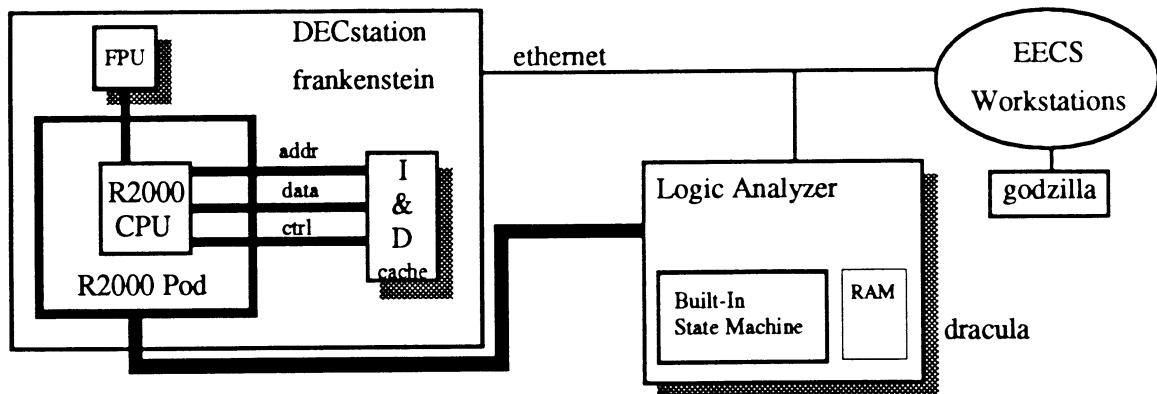 DECstation
frankenstein
FPU
R2000
CPU
R2000 Pod
addr
data
ctrl
I
&
D
cache
ethernet
EECS
Workstations
godzilla
Logic Analyzer
Built-In
State Machine
RAM
dracula